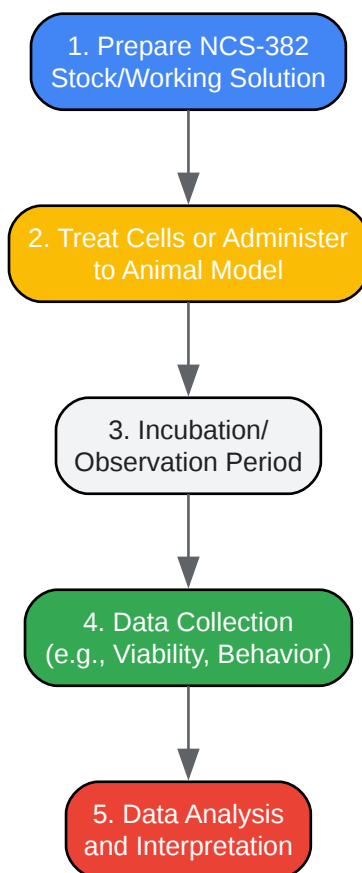 1. Prepare NCS-382
Stock/Working Solution
2. Treat Cells or Administer
to Animal Model
3. Incubation/
Observation Period
4. Data Collection
(e.g., Viability, Behavior)
5. Data Analysis
and Interpretation